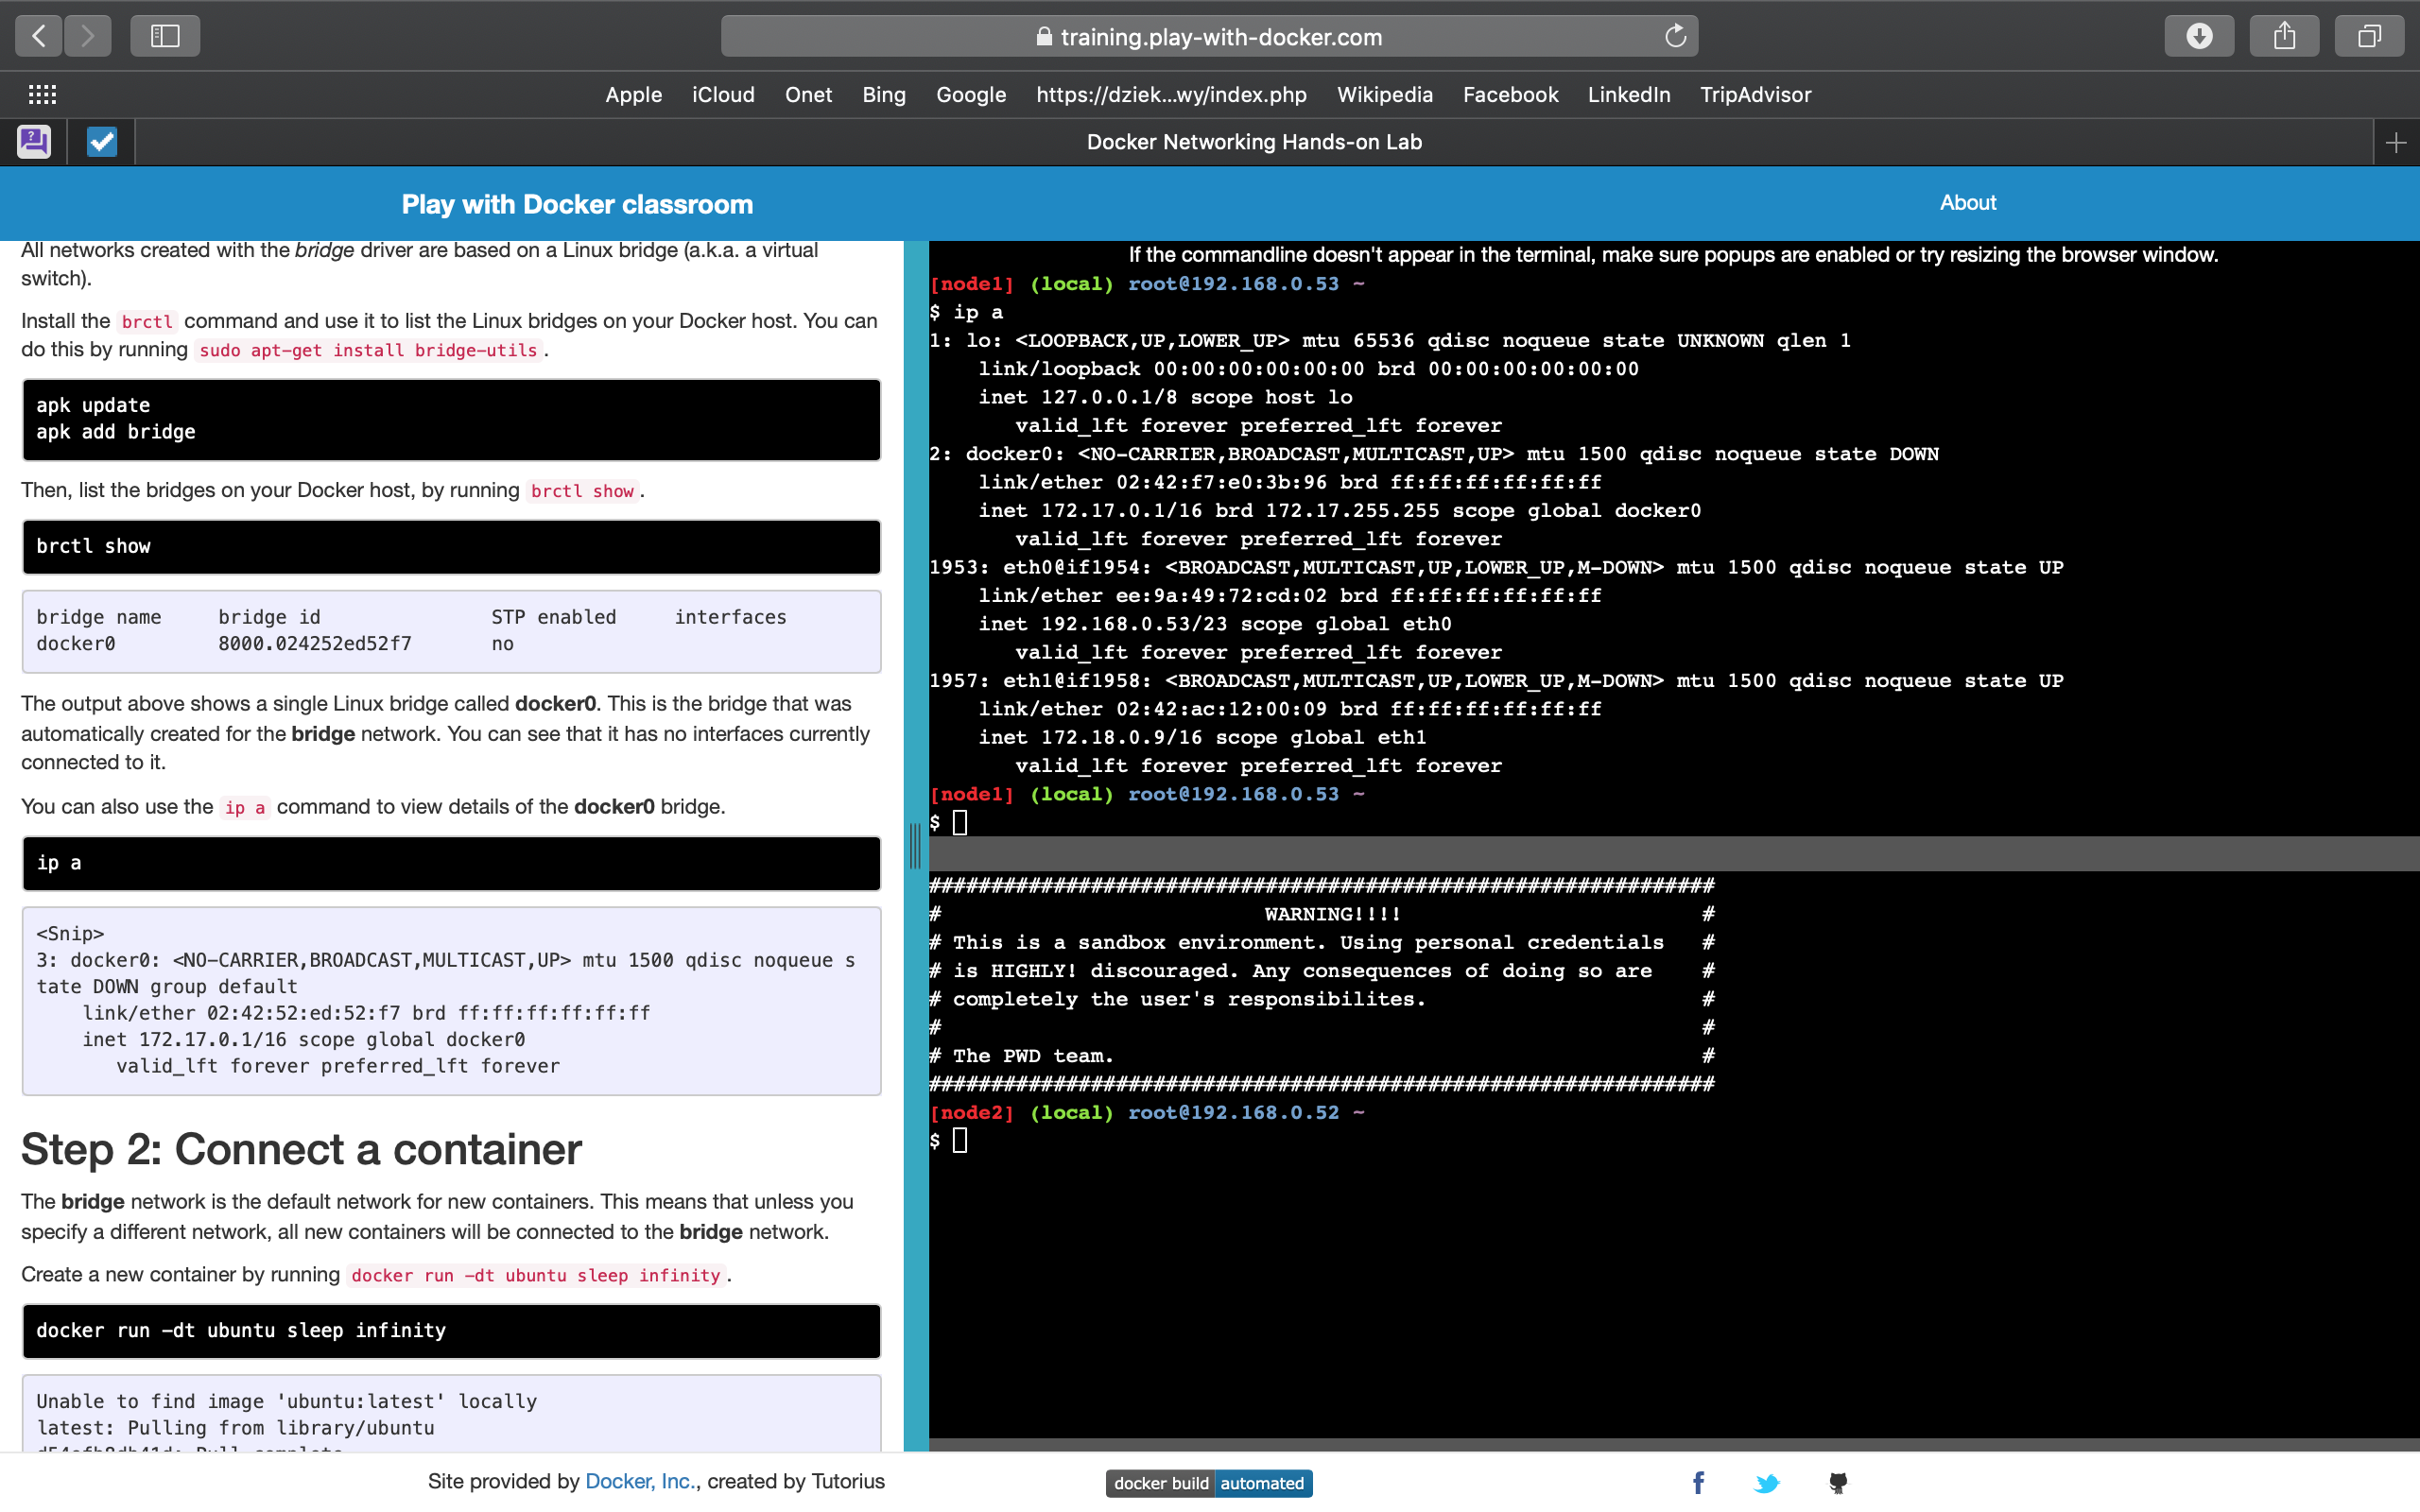 training.play-with-docker.com
Apple iCloud Onet Bing Google https://dziek...wy/index.php Wikipedia Facebook LinkedIn TripAdvisor
Docker Networking Hands-on Lab
Play with Docker classroom
About
All networks created with the bridge driver are based on a Linux bridge (a.k.a. a virtual
switch).
Install the brctl command and use it to list the Linux bridges on your Docker host. You can
do this by running sudo apt-get install bridge-utils.
apk update
apk add bridge
Then, list the bridges on your Docker host, by running brctl show.
brctl show
bridge name bridge id STP enabled interfaces
docker0 8000.024252ed52f7 no
The output above shows a single Linux bridge called docker0. This is the bridge that was
automatically created for the bridge network. You can see that it has no interfaces currently
connected to it.
You can also use the ip a command to view details of the docker0 bridge.
ip a
<Snip>
3: docker0: <NO-CARRIER,BROADCAST,MULTICAST,UP> mtu 1500 qdisc noqueue s
tate DOWN group default
link/ether 02:42:52:ed:52:f7 brd ff:ff:ff:ff:ff:ff
inet 172.17.0.1/16 scope global docker0
valid_lft forever preferred_lft forever
Step 2: Connect a container
The bridge network is the default network for new containers. This means that unless you
specify a different network, all new containers will be connected to the bridge network.
Create a new container by running docker run -dt ubuntu sleep infinity.
docker run -dt ubuntu sleep infinity
Unable to find image 'ubuntu:latest' locally
latest: Pulling from library/ubuntu
If the commandline doesn't appear in the terminal, make sure popups are enabled or try resizing the browser window.
[node1] (local) root@192.168.0.53 ~
$ ip a
1: lo: <LOOPBACK,UP,LOWER_UP> mtu 65536 qdisc noqueue state UNKNOWN qlen 1
link/loopback 00:00:00:00:00:00 brd 00:00:00:00:00:00
inet 127.0.0.1/8 scope host lo
valid_lft forever preferred_lft forever
2: docker0: <NO-CARRIER,BROADCAST,MULTICAST,UP> mtu 1500 qdisc noqueue state DOWN
link/ether 02:42:f7:e0:3b:96 brd ff:ff:ff:ff:ff:ff
inet 172.17.0.1/16 brd 172.17.255.255 scope global docker0
valid_lft forever preferred_lft forever
1953: eth0@if1954: <BROADCAST,MULTICAST,UP,LOWER_UP,M-DOWN> mtu 1500 qdisc noqueue state UP
link/ether ee:9a:49:72:cd:02 brd ff:ff:ff:ff:ff:ff
inet 192.168.0.53/23 scope global eth0
valid_lft forever preferred_lft forever
1957: eth1@if1958: <BROADCAST,MULTICAST,UP,LOWER_UP,M-DOWN> mtu 1500 qdisc noqueue state UP
link/ether 02:42:ac:12:00:09 brd ff:ff:ff:ff:ff:ff
inet 172.18.0.9/16 scope global eth1
valid_lft forever preferred_lft forever
[node1] (local) root@192.168.0.53 ~
$
###############################################################
# WARNING!!!! #
# This is a sandbox environment. Using personal credentials #
# is HIGHLY! discouraged. Any consequences of doing so are #
# completely the user's responsibilites. #
# #
# The PWD team. #
###############################################################
[node2] (local) root@192.168.0.52 ~
$
Site provided by Docker, Inc., created by Tutorius
docker build automated